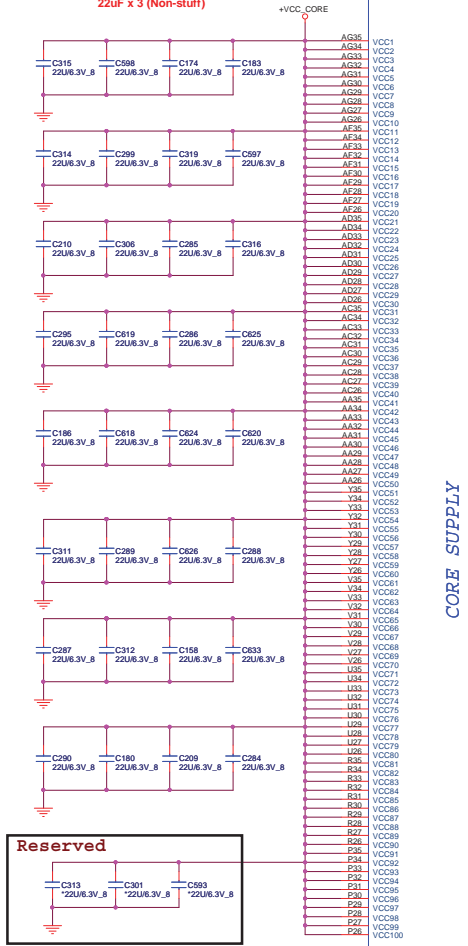 22uF x 3 (Non-stuff)
+VCC_CORE
C315 C598 C174 C183
22U/6.3V_8 22U/6.3V_8 22U/6.3V_8 22U/6.3V_8
C314 C299 C319 C597
22U/6.3V_8 22U/6.3V_8 22U/6.3V_8 22U/6.3V_8
C210 C306 C285 C316
22U/6.3V_8 22U/6.3V_8 22U/6.3V_8 22U/6.3V_8
C295 C619 C286 C625
22U/6.3V_8 22U/6.3V_8 22U/6.3V_8 22U/6.3V_8
C186 C618 C624 C620
22U/6.3V_8 22U/6.3V_8 22U/6.3V_8 22U/6.3V_8
C311 C289 C626 C288
22U/6.3V_8 22U/6.3V_8 22U/6.3V_8 22U/6.3V_8
C287 C312 C158 C633
22U/6.3V_8 22U/6.3V_8 22U/6.3V_8 22U/6.3V_8
C290 C180 C209 C284
22U/6.3V_8 22U/6.3V_8 22U/6.3V_8 22U/6.3V_8
Reserved
C313 C301 C593
*22U/6.3V_8 *22U/6.3V_8 *22U/6.3V_8
AG35 VCC1
AG34 VCC2
AG33 VCC3
AG32 VCC4
AG31 VCC5
AG30 VCC6
AG29 VCC7
AG28 VCC8
AG27 VCC9
AG26 VCC10
AF35 VCC11
AF34 VCC12
AF33 VCC13
AF32 VCC14
AF31 VCC15
AF30 VCC16
AF29 VCC17
AF28 VCC18
AF27 VCC19
AF26 VCC20
AD35 VCC21
AD34 VCC22
AD33 VCC23
AD32 VCC24
AD31 VCC25
AD30 VCC26
AD29 VCC27
AD28 VCC28
AD27 VCC29
AD26 VCC30
AC35 VCC31
AC34 VCC32
AC33 VCC33
AC32 VCC34
AC31 VCC35
AC30 VCC36
AC29 VCC37
AC28 VCC38
AC27 VCC39
AC26 VCC40
AA35 VCC41
AA34 VCC42
AA33 VCC43
AA32 VCC44
AA31 VCC45
AA30 VCC46
AA29 VCC47
AA28 VCC48
AA27 VCC49
AA26 VCC50
Y35 VCC51
Y34 VCC52
Y33 VCC53
Y32 VCC54
Y31 VCC55
Y30 VCC56
Y29 VCC57
Y28 VCC58
Y27 VCC59
Y26 VCC60
V35 VCC61
V34 VCC62
V33 VCC63
V32 VCC64
V31 VCC65
V30 VCC66
V29 VCC67
V28 VCC68
V27 VCC69
V26 VCC70
U35 VCC71
U34 VCC72
U33 VCC73
U32 VCC74
U31 VCC75
U30 VCC76
U29 VCC77
U28 VCC78
U27 VCC79
U26 VCC80
R35 VCC81
R34 VCC82
R33 VCC83
R32 VCC84
R31 VCC85
R30 VCC86
R29 VCC87
R28 VCC88
R27 VCC89
R26 VCC90
P35 VCC91
P34 VCC92
P33 VCC93
P32 VCC94
P31 VCC95
P30 VCC96
P29 VCC97
P28 VCC98
P27 VCC99
P26 VCC100
CORE SUPPLY